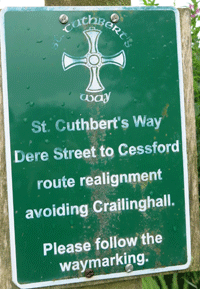 St. Cuthbert's
Way
St. Cuthbert's Way
Dere Street to Cessford
route realignment
avoiding Crailinghall.
Please follow the
waymarking.